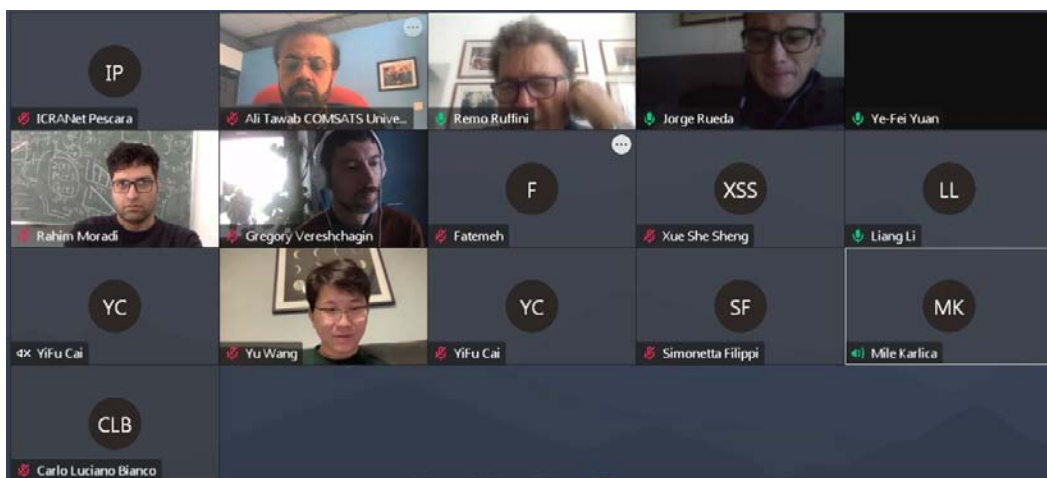 IP
ICRANet Pescara
Ali Tawab COMSATS Unive...
Remo Ruffini
Jorge Rueda
Ye-Fei Yuan
Rahim Moradi
Gregory Vereshchagin
F
Fatemeh
XSS
Xue She Sheng
LL
Liang Li
YC
YiFu Cai
Yu Wang
YC
YiFu Cai
SF
Simonetta Filippi
MK
Mile Karlica
CLB
Carlo Luciano Bianco